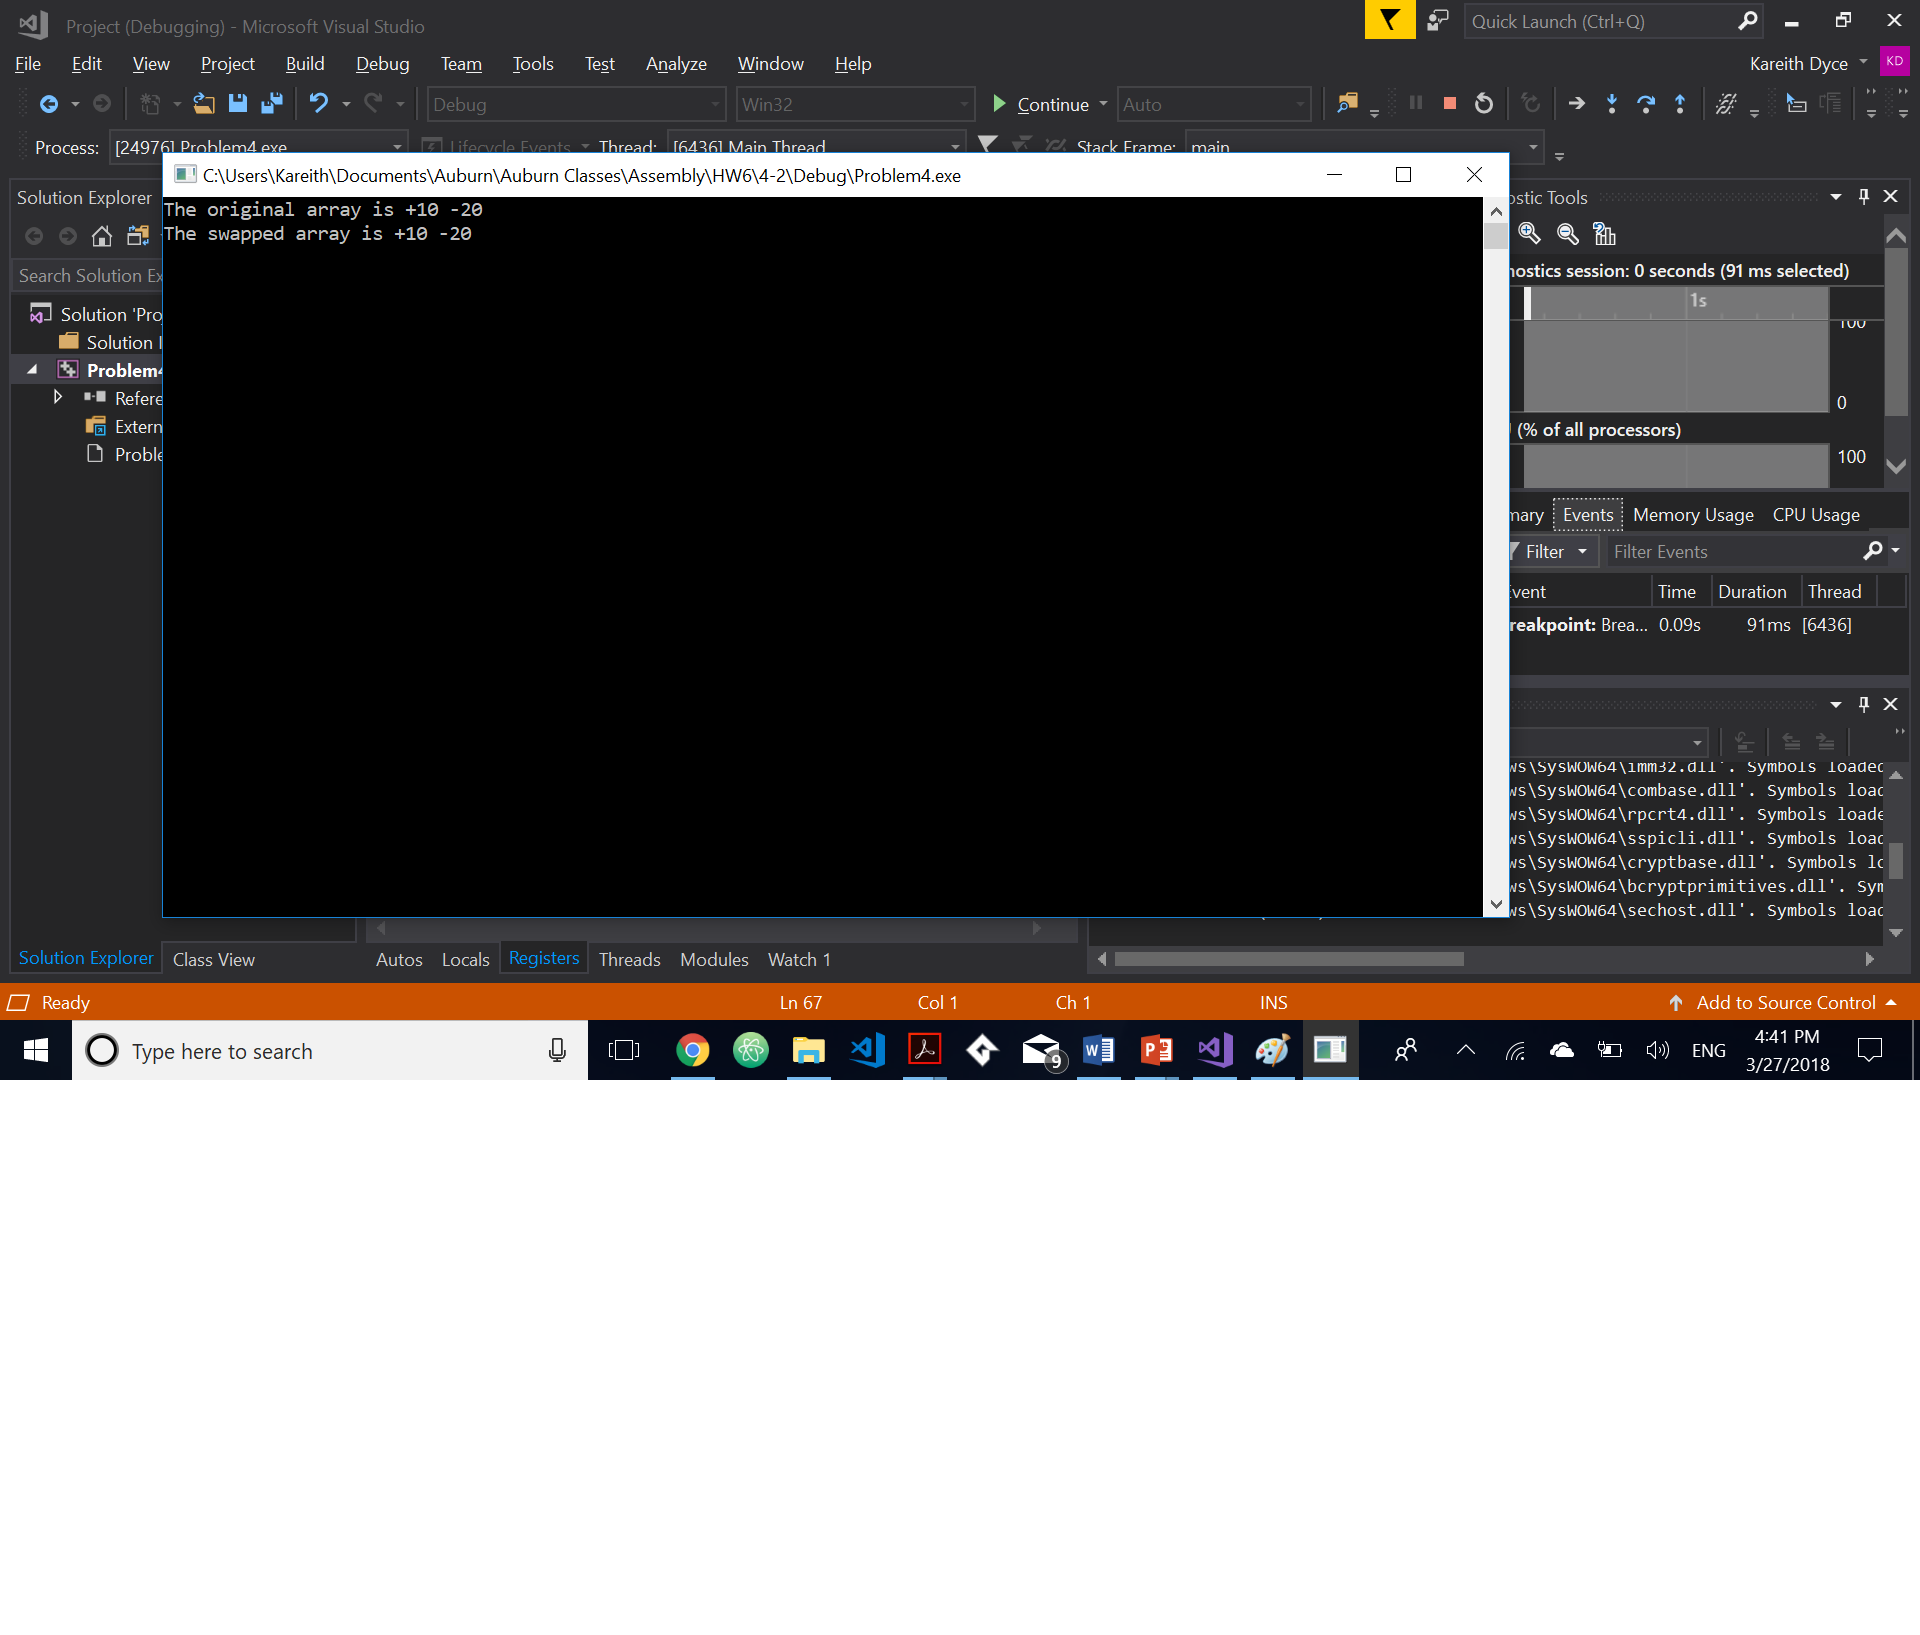 Project (Debugging) - Microsoft Visual Studio
Quick Launch (Ctrl+Q)
File Edit View Project Build Debug Team Tools Test Analyze Window Help
Kareith Dyce KD
Debug Win32 Continue Auto
Process: [24976] Problem4.exe Lifecycle Events Thread: [6436] Main Thread Stack Frame: main
C:\Users\Kareith\Documents\Auburn\Auburn Classes\Assembly\HW6\4-2\Debug\Problem4.exe
The original array is +10 -20
The swapped array is +10 -20
Solution Explorer
Search Solution Ex
Solution 'Pro
Solution I
Problem4
Refere
Extern
Proble
ostic Tools
nostics session: 0 seconds (91 ms selected)
1s
100
0
(% of all processors)
100
mary Events Memory Usage CPU Usage
Filter Filter Events
vent Time Duration Thread
reakpoint: Brea... 0.09s 91ms [6436]
ws\SysWOW64\imm32.dll'. Symbols loaded
ws\SysWOW64\combase.dll'. Symbols load
ws\SysWOW64\rpcrt4.dll'. Symbols loade
ws\SysWOW64\sspicli.dll'. Symbols load
ws\SysWOW64\cryptbase.dll'. Symbols lo
ws\SysWOW64\bcryptprimitives.dll'. Sym
ws\SysWOW64\sechost.dll'. Symbols load
Solution Explorer Class View
Autos Locals Registers Threads Modules Watch 1
Ready Ln 67 Col 1 Ch 1 INS Add to Source Control
Type here to search
9
ENG
4:41 PM
3/27/2018